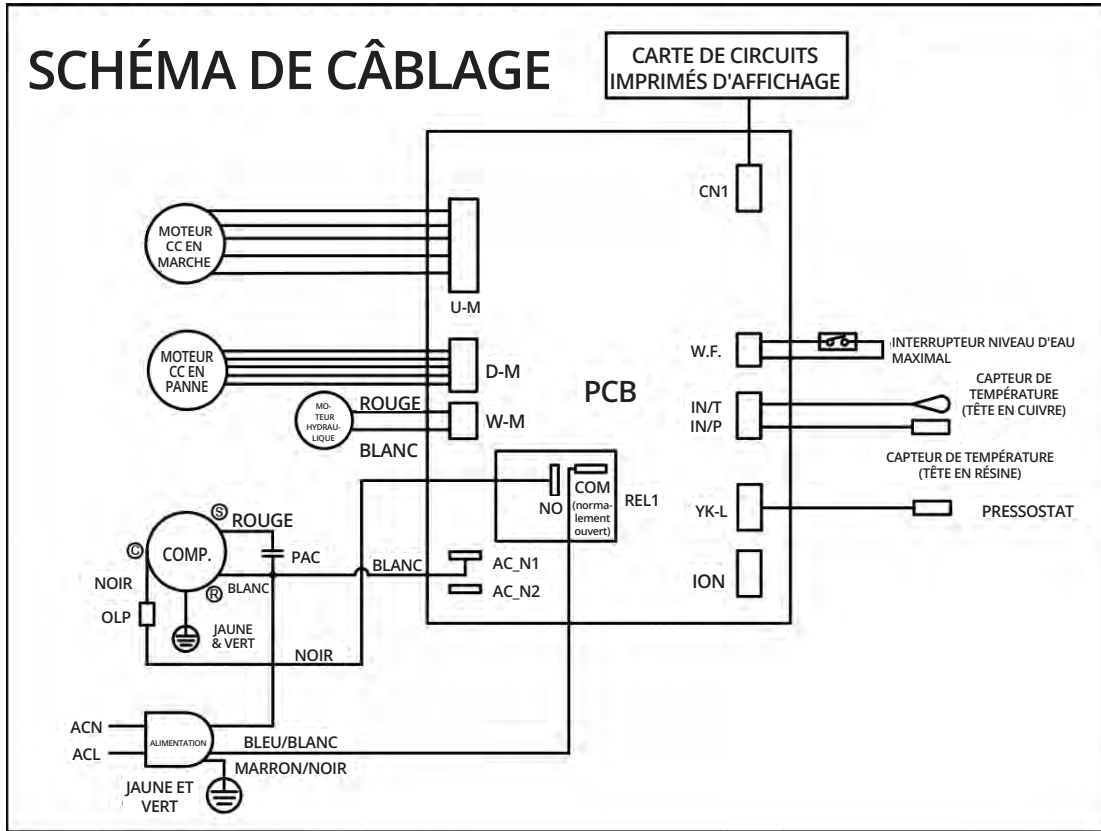 SCHÉMA DE CÂBLAGE
CARTE DE CIRCUITS
IMPRIMÉS D'AFFICHAGE
CN1
MOTEUR
CC EN
MARCHE
U-M
MOTEUR
CC EN
PANNE
D-M
MO-
TEUR
HYDRAU-
LIQUE
ROUGE
BLANC
W-M
PCB
W.F.
INTERRUPTEUR NIVEAU D'EAU
MAXIMAL
IN/T
IN/P
CAPTEUR DE
TEMPÉRATURE
(TÊTE EN CUIVRE)
CAPTEUR DE TEMPÉRATURE
(TÊTE EN RÉSINE)
YK-L
PRESSOSTAT
ION
NO
COM
(norma-
lement
ouvert)
REL1
AC_N1
AC_N2
S
ROUGE
C
COMP.
PAC
BLANC
NOIR
R
BLANC
OLP
JAUNE
& VERT
NOIR
ACN
ACL
ALIMENTATION
BLEU/BLANC
MARRON/NOIR
JAUNE ET
VERT